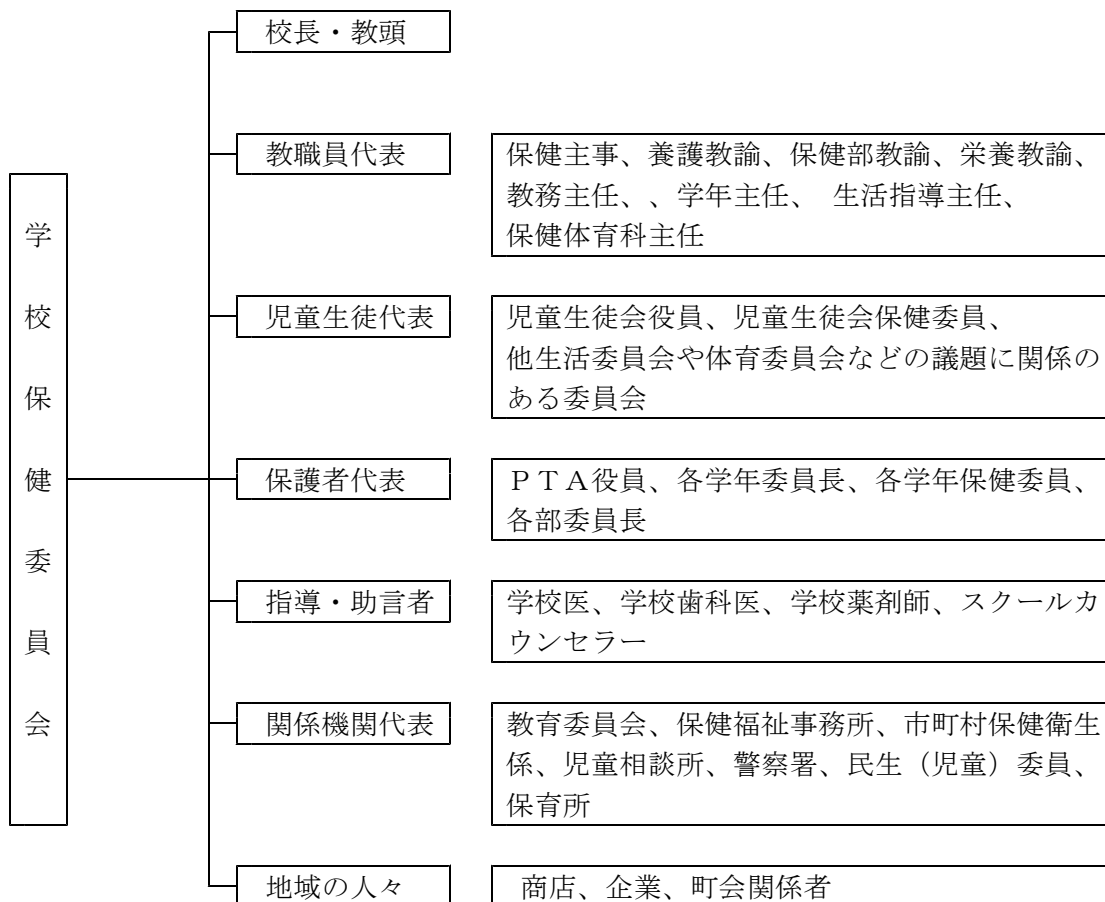 学校保健委員会
校長・教頭
教職員代表
保健主事、養護教諭、保健部教諭、栄養教諭、
教務主任、、学年主任、 生活指導主任、
保健体育科主任
児童生徒代表
児童生徒会役員、児童生徒会保健委員、
他生活委員会や体育委員会などの議題に関係の
ある委員会
保護者代表
ＰＴＡ役員、各学年委員長、各学年保健委員、
各部委員長
指導・助言者
学校医、学校歯科医、学校薬剤師、スクールカ
ウンセラー
関係機関代表
教育委員会、保健福祉事務所、市町村保健衛生
係、児童相談所、警察署、民生（児童）委員、
保育所
地域の人々
商店、企業、町会関係者